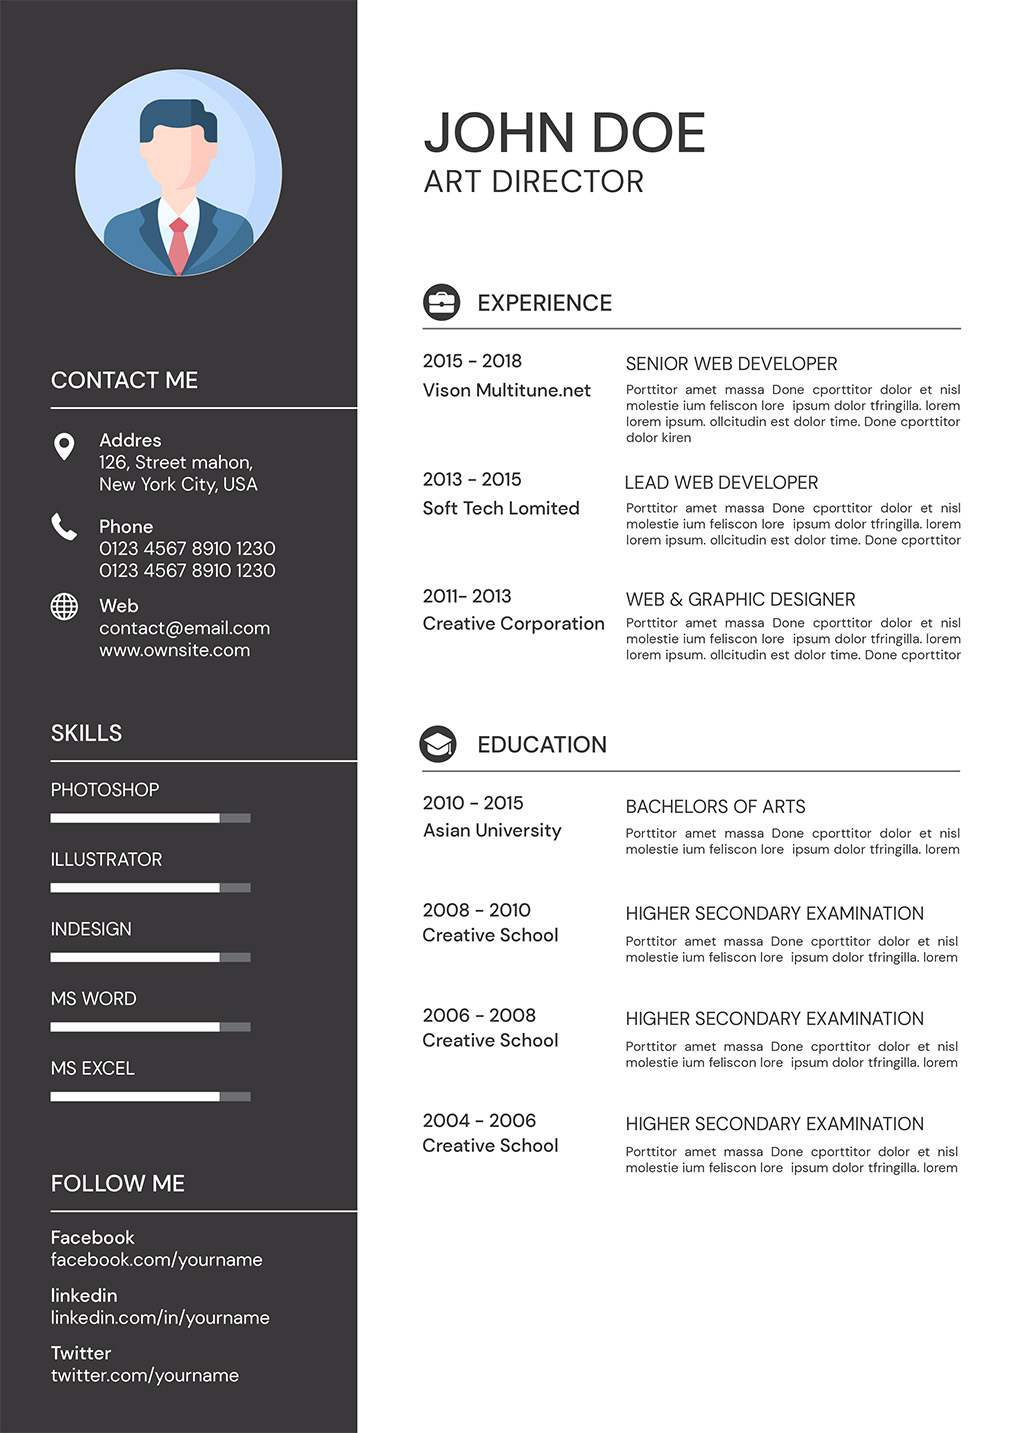 JOHN DOE
ART DIRECTOR
CONTACT ME
Addres
126, Street mahon,
New York City, USA
Phone
0123 4567 8910 1230
0123 4567 8910 1230
Web
contact@email.com
www.ownsite.com
SKILLS
PHOTOSHOP
ILLUSTRATOR
INDESIGN
MS WORD
MS EXCEL
FOLLOW ME
Facebook
facebook.com/yourname
linkedin
linkedin.com/in/yourname
Twitter
twitter.com/yourname
EXPERIENCE
2015 - 2018
Vison Multitune.net
SENIOR WEB DEVELOPER
Porttitor amet massa Done cporttitor dolor et nisl
molestie ium feliscon lore ipsum dolor tfringilla. lorem
lorem ipsum. ollcitudin est dolor time. Done cporttitor
dolor kiren
2013 - 2015
Soft Tech Lomited
LEAD WEB DEVELOPER
Porttitor amet massa Done cporttitor dolor et nisl
molestie ium feliscon lore ipsum dolor tfringilla. lorem
lorem ipsum. ollcitudin est dolor time. Done cporttitor
2011- 2013
Creative Corporation
WEB & GRAPHIC DESIGNER
Porttitor amet massa Done cporttitor dolor et nisl
molestie ium feliscon lore ipsum dolor tfringilla. lorem
lorem ipsum. ollcitudin est dolor time. Done cporttitor
EDUCATION
2010 - 2015
Asian University
BACHELORS OF ARTS
Porttitor amet massa Done cporttitor dolor et nisl
molestie ium feliscon lore ipsum dolor tfringilla. lorem
2008 - 2010
Creative School
HIGHER SECONDARY EXAMINATION
Porttitor amet massa Done cporttitor dolor et nisl
molestie ium feliscon lore ipsum dolor tfringilla. lorem
2006 - 2008
Creative School
HIGHER SECONDARY EXAMINATION
Porttitor amet massa Done cporttitor dolor et nisl
molestie ium feliscon lore ipsum dolor tfringilla. lorem
2004 - 2006
Creative School
HIGHER SECONDARY EXAMINATION
Porttitor amet massa Done cporttitor dolor et nisl
molestie ium feliscon lore ipsum dolor tfringilla. lorem